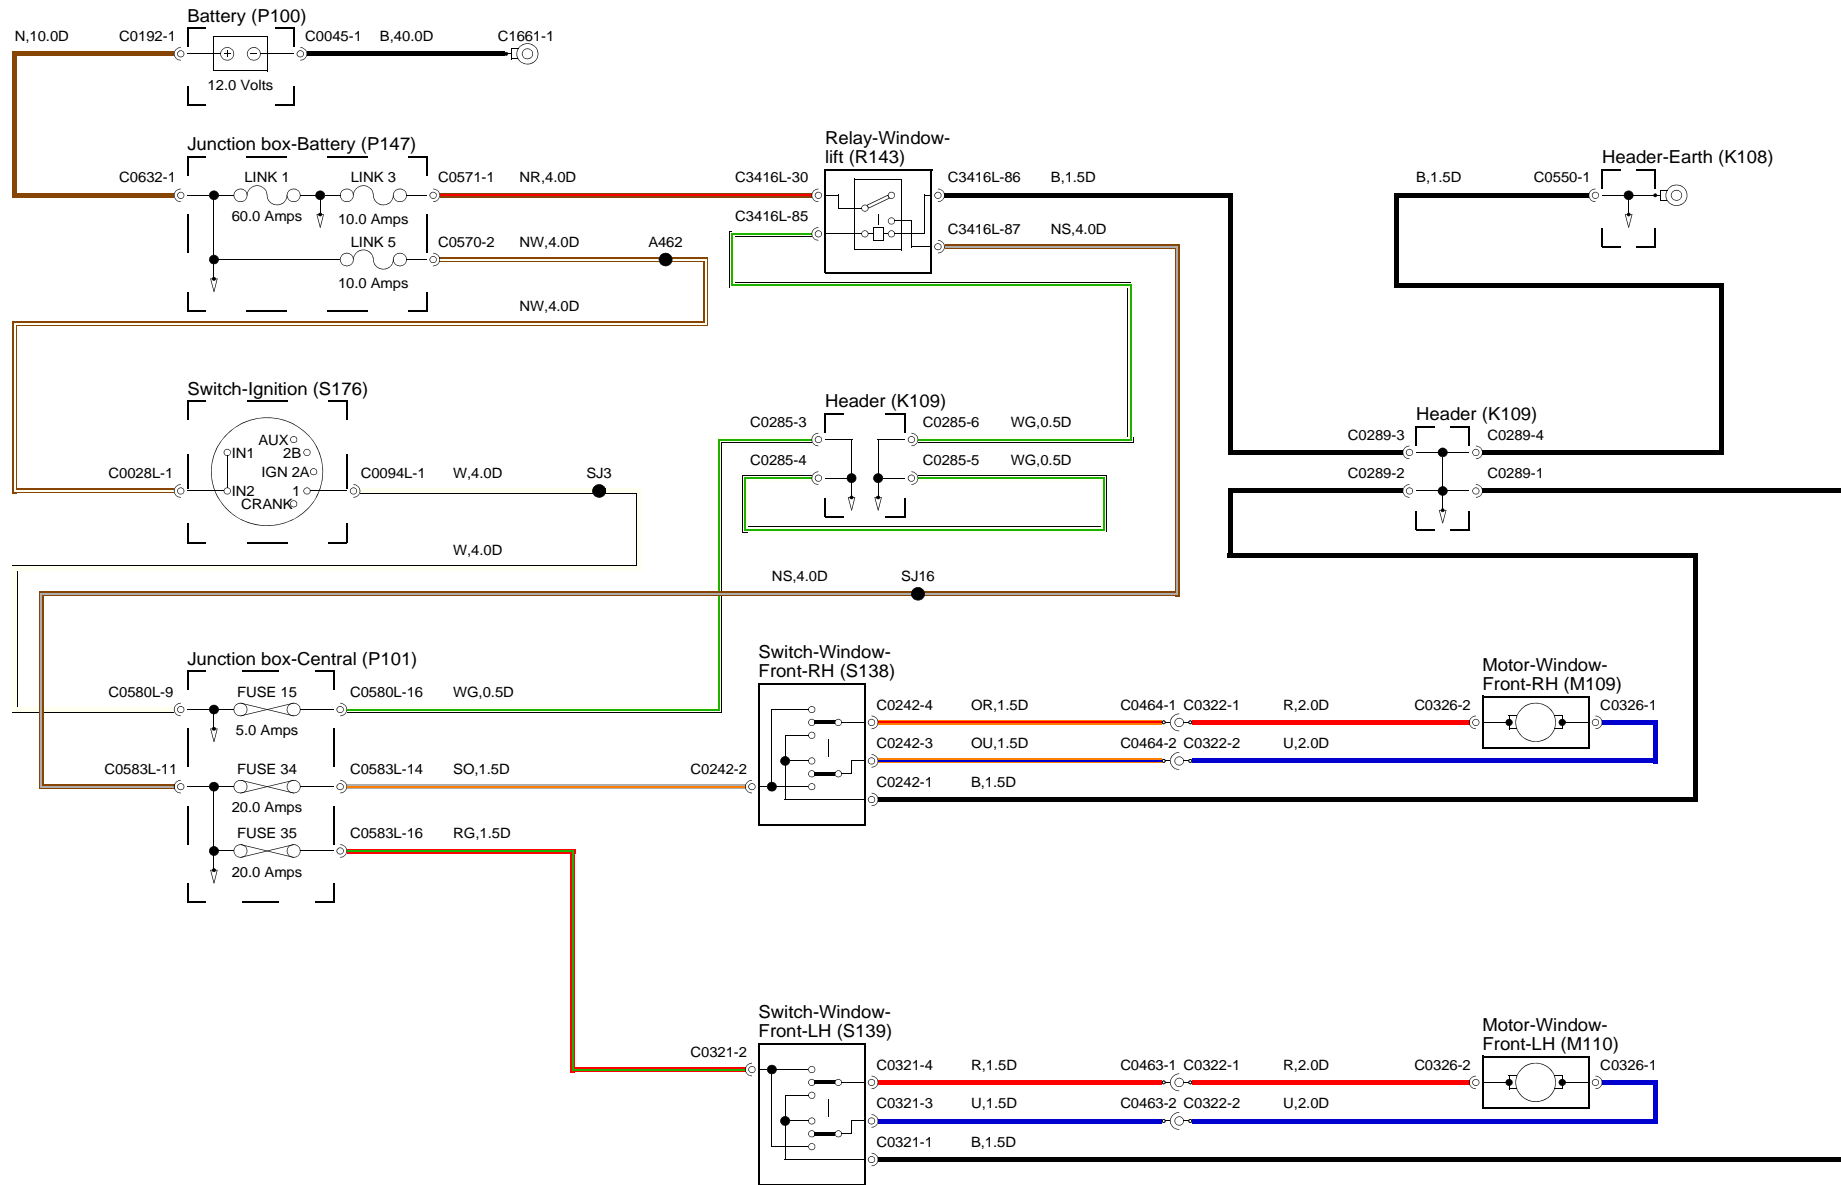 Battery (P100)
N,10.0D
C0192-1
C0045-1
B,40.0D
C1661-1
12.0 Volts
Junction box-Battery (P147)
C0632-1
LINK 1
60.0 Amps
LINK 3
10.0 Amps
C0571-1
NR,4.0D
LINK 5
10.0 Amps
C0570-2
NW,4.0D
A462
NW,4.0D
Relay-Window-
lift (R143)
C3416L-30
C3416L-86
B,1.5D
C3416L-85
C3416L-87
NS,4.0D
Header-Earth (K108)
B,1.5D
C0550-1
Switch-Ignition (S176)
AUX
IN1
2B
IGN 2A
IN2
1
CRANK
C0028L-1
C0094L-1
W,4.0D
SJ3
W,4.0D
Header (K109)
C0285-3
C0285-6
WG,0.5D
C0285-4
C0285-5
WG,0.5D
Header (K109)
C0289-3
C0289-4
C0289-2
C0289-1
NS,4.0D
SJ16
Junction box-Central (P101)
C0580L-9
FUSE 15
5.0 Amps
C0580L-16
WG,0.5D
C0583L-11
FUSE 34
20.0 Amps
C0583L-14
SO,1.5D
FUSE 35
20.0 Amps
C0583L-16
RG,1.5D
Switch-Window-
Front-RH (S138)
C0242-2
C0242-4
OR,1.5D
C0464-1
C0322-1
R,2.0D
C0326-2
C0242-3
OU,1.5D
C0464-2
C0322-2
U,2.0D
C0242-1
B,1.5D
Motor-Window-
Front-RH (M109)
C0326-1
Switch-Window-
Front-LH (S139)
C0321-2
C0321-4
R,1.5D
C0463-1
C0322-1
R,2.0D
C0326-2
C0321-3
U,1.5D
C0463-2
C0322-2
U,2.0D
C0321-1
B,1.5D
Motor-Window-
Front-LH (M110)
C0326-1